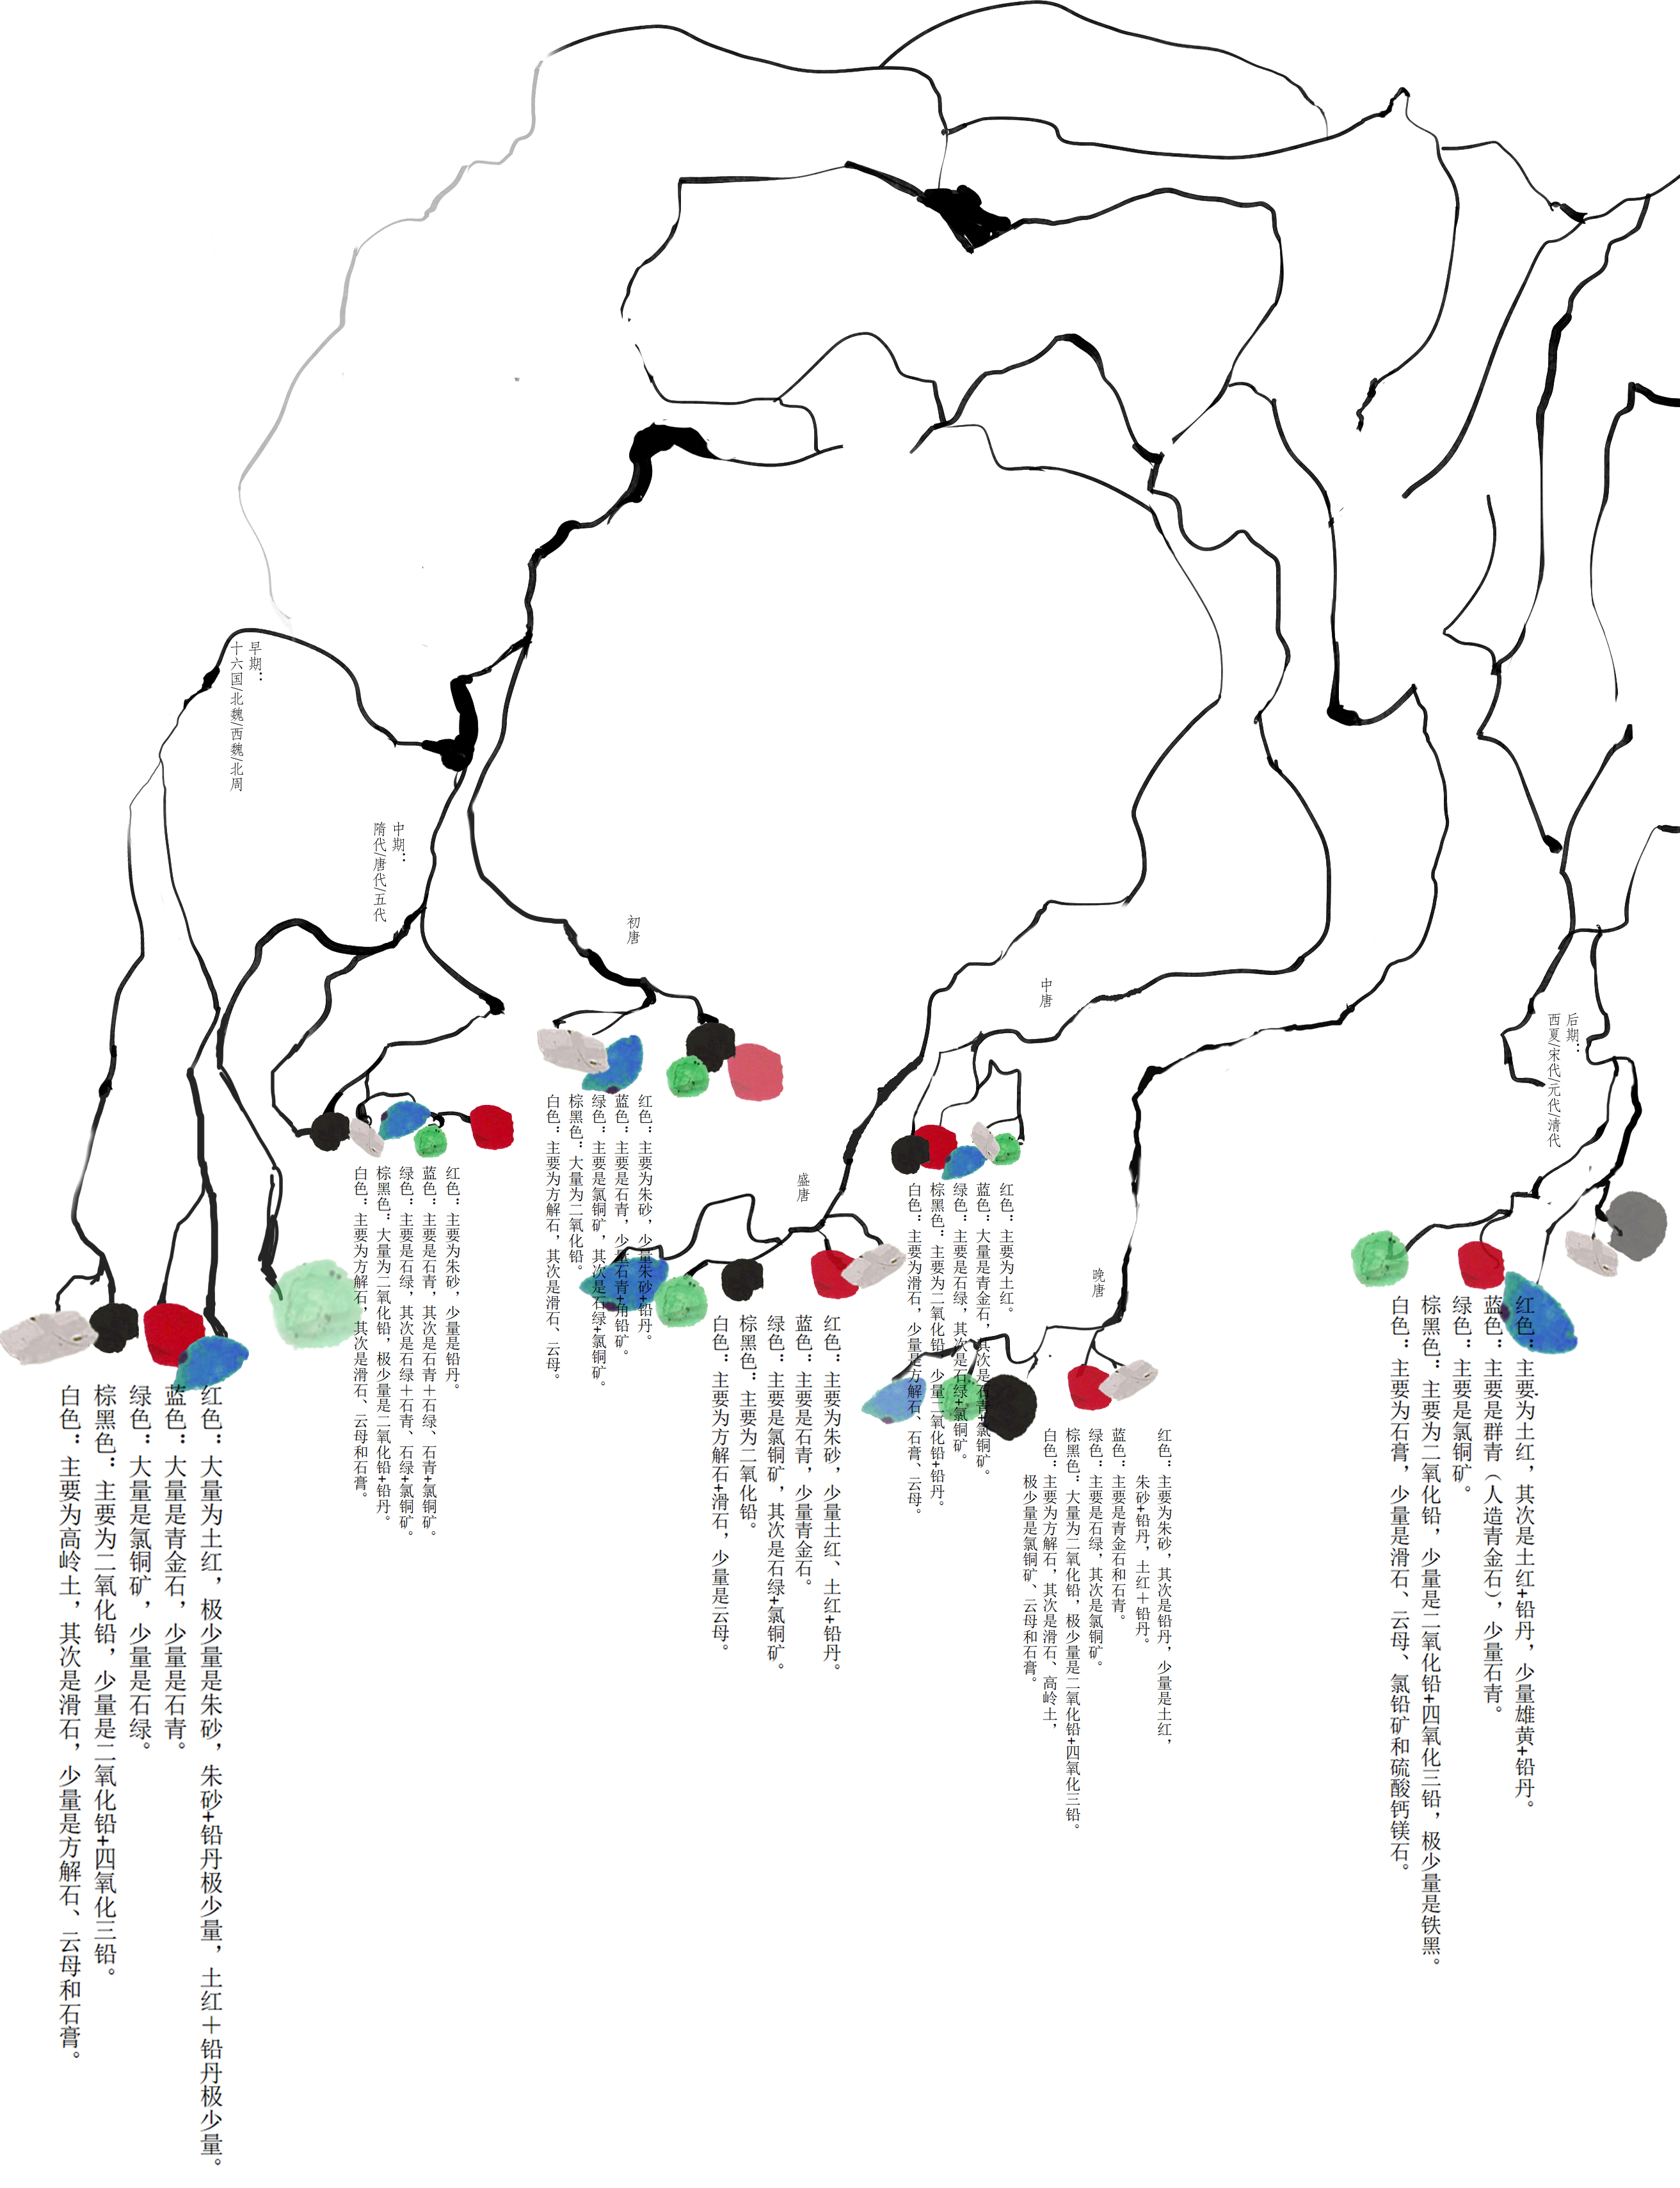 早期：
十六国/北魏/西魏/北周
红色：大量为土红，极少量是朱砂，朱砂+铅丹极少量，土红＋铅丹极少量。
蓝色：大量是青金石，少量是石青。
绿色：大量是氯铜矿，少量是石绿。
棕黑色：主要为二氧化铅，少量是二氧化铅+四氧化三铅。
白色：主要为高岭土，其次是滑石，少量是方解石、云母和石膏。
中期：
隋代/唐代/五代
红色：主要为朱砂，少量是铅丹。
蓝色：主要是石青，其次是石青＋石绿、石青+氯铜矿。
绿色：主要是石绿，其次是石绿＋石青、石绿+氯铜矿。
棕黑色：大量为二氧化铅，极少量是二氧化铅+铅丹。
白色：主要为方解石，其次是滑石、云母和石膏。
初唐
红色：主要为朱砂，少量朱砂+铅丹。
蓝色：主要是石青，少量石青+角铅矿。
绿色：主要是氯铜矿，其次是石绿+氯铜矿。
棕黑色：大量为二氧化铅。
白色：主要为方解石，其次是滑石、云母。
盛唐
红色：主要为朱砂，少量土红、土红+铅丹。
蓝色：主要是石青，少量青金石。
绿色：主要是氯铜矿，其次是石绿+氯铜矿。
棕黑色：主要为二氧化铅。
白色：主要为方解石+滑石，少量是云母。
中唐
红色：主要为土红。
蓝色：大量是青金石，其次是石青+氯铜矿。
绿色：主要是石绿，其次是石绿+氯铜矿。
棕黑色：主要为二氧化铅，少量二氧化铅+铅丹。
白色：主要为滑石，少量是方解石、石膏、云母。
晚唐
红色：主要为朱砂，其次是铅丹，少量是土红，
朱砂+铅丹，土红＋铅丹。
蓝色：主要是青金石和石青。
绿色：主要是石绿，其次是氯铜矿。
棕黑色：大量为二氧化铅，极少量是二氧化铅+四氧化三铅。
白色：主要为方解石，其次是滑石、高岭土，
极少量是氯铜矿、云母和石膏。
后期：
西夏/宋代/元代/清代
红色：主要为土红，其次是土红+铅丹，少量雄黄+铅丹。
蓝色：主要是群青（人造青金石），少量石青。
绿色：主要是氯铜矿。
棕黑色：主要为二氧化铅，少量是二氧化铅+四氧化三铅，极少量是铁黑。
白色：主要为石膏，少量是滑石、云母、氯铅矿和硫酸钙镁石。